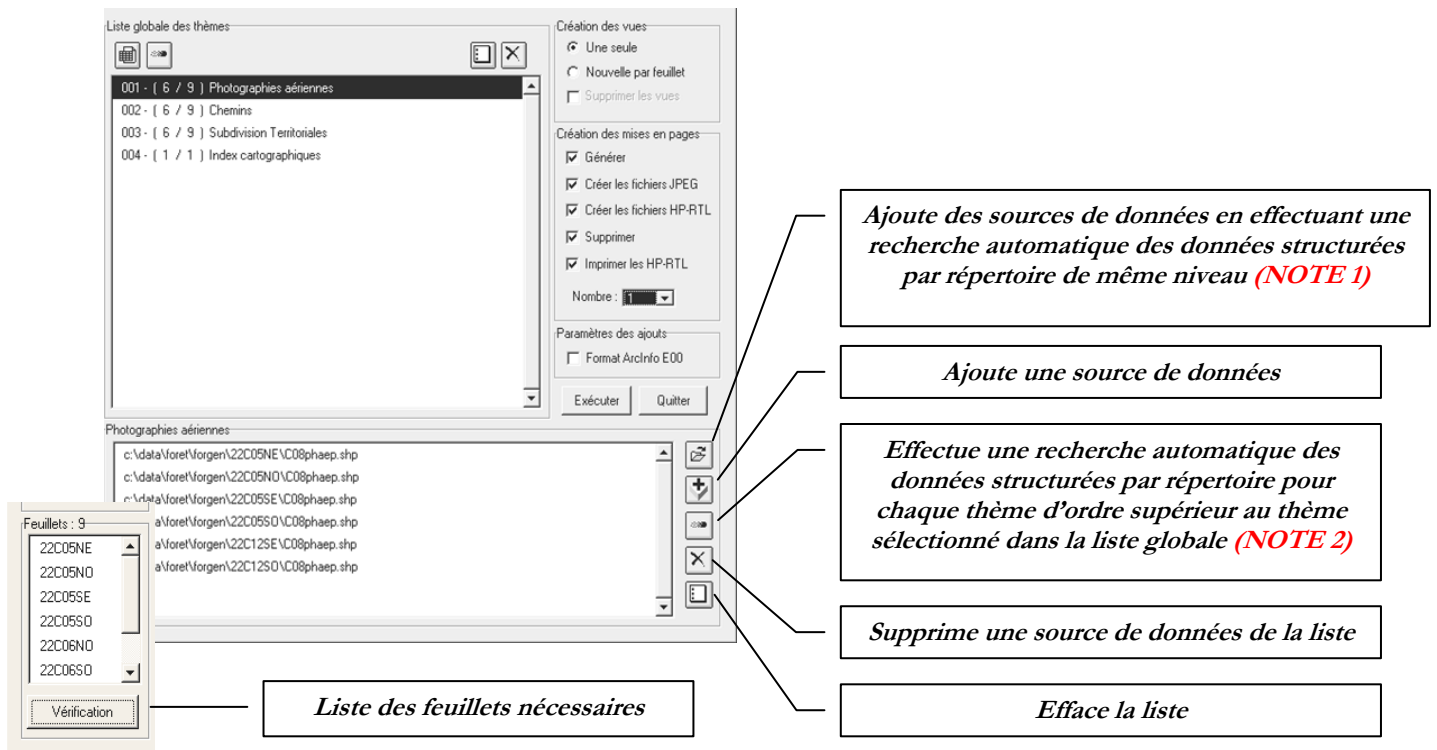 Liste globale des thèmes
001 - ( 6 / 9 ) Photographies aériennes
002 - ( 6 / 9 ) Chemins
003 - ( 6 / 9 ) Subdivision Territoriales
004 - ( 1 / 1 ) Index cartographiques
Création des vues
Une seule
Nouvelle par feuillet
Supprimer les vues
Création des mises en pages
Générer
Créer les fichiers JPEG
Créer les fichiers HP-RTL
Supprimer
Imprimer les HP-RTL
Nombre : 1
Paramètres des ajouts
Format ArcInfo E00
Exécuter Quitter
Photographies aériennes
c:\data\foret\forgen\22C05NE\C08phaep.shp
c:\data\foret\forgen\22C05NO\C08phaep.shp
c:\data\foret\forgen\22C05SE\C08phaep.shp
a\foret\forgen\22C05SO\C08phaep.shp
a\foret\forgen\22C12SE\C08phaep.shp
a\foret\forgen\22C12SO\C08phaep.shp
Feuillets : 9
22C05NE
22C05NO
22C05SE
22C05SO
22C06NO
22C06SO
Vérification
Liste des feuillets nécessaires
Ajoute des sources de données en effectuant une
recherche automatique des données structurées
par répertoire de même niveau (NOTE 1)
Ajoute une source de données
Effectue une recherche automatique des
données structurées par répertoire pour
chaque thème d'ordre supérieur au thème
sélectionné dans la liste globale (NOTE 2)
Supprime une source de données de la liste
Efface la liste